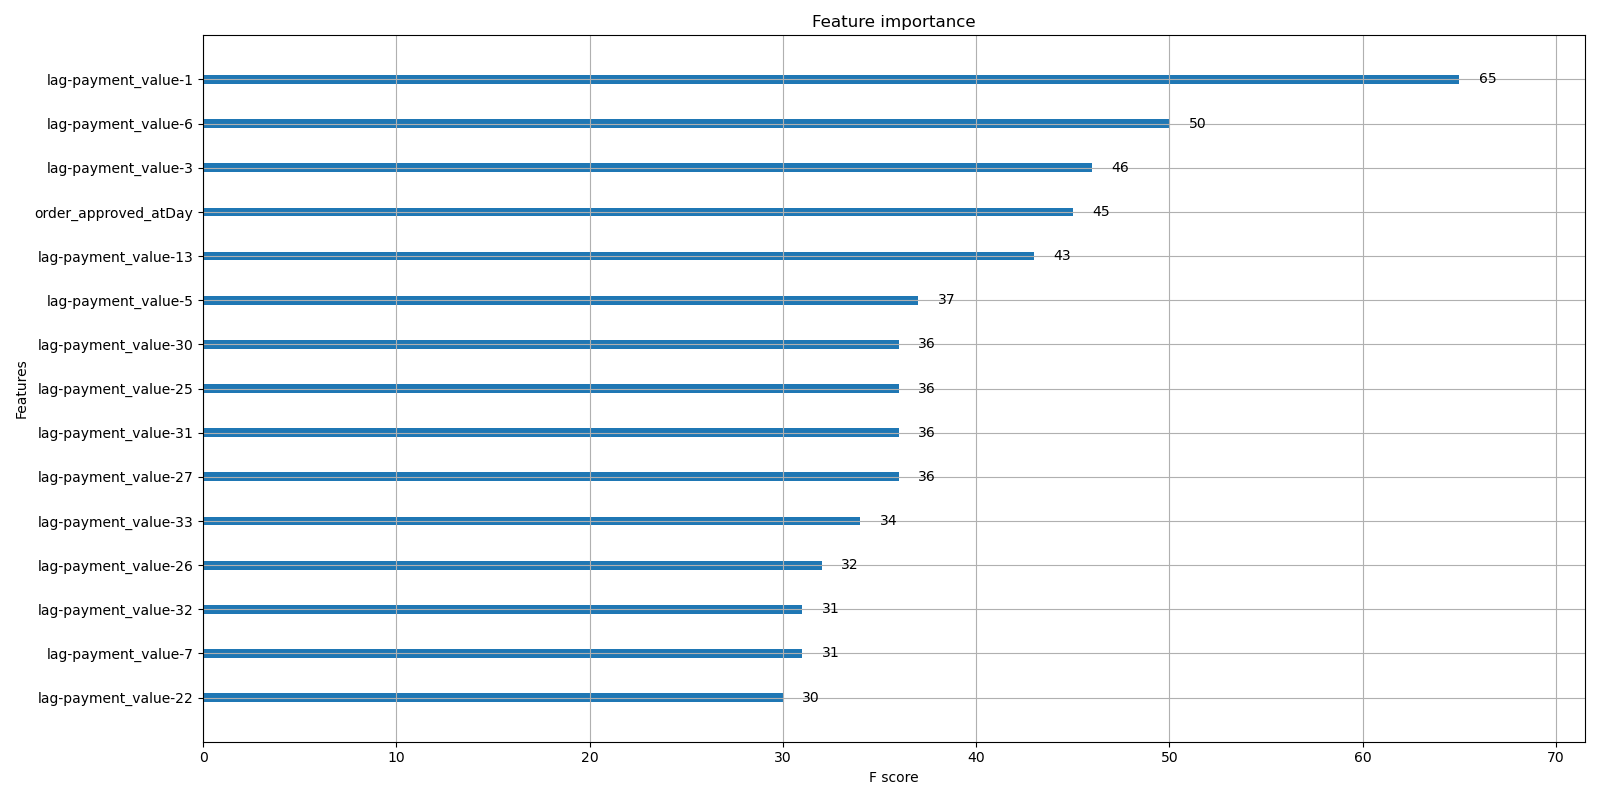 Feature importance
lag-payment_value-1 65
lag-payment_value-6 50
lag-payment_value-3 46
order_approved_atDay 45
lag-payment_value-13 43
lag-payment_value-5 37
lag-payment_value-30 36
lag-payment_value-25 36
lag-payment_value-31 36
lag-payment_value-27 36
lag-payment_value-33 34
lag-payment_value-26 32
lag-payment_value-32 31
lag-payment_value-7 31
lag-payment_value-22 30
Features
0 10 20 30 40 50 60 70
F score